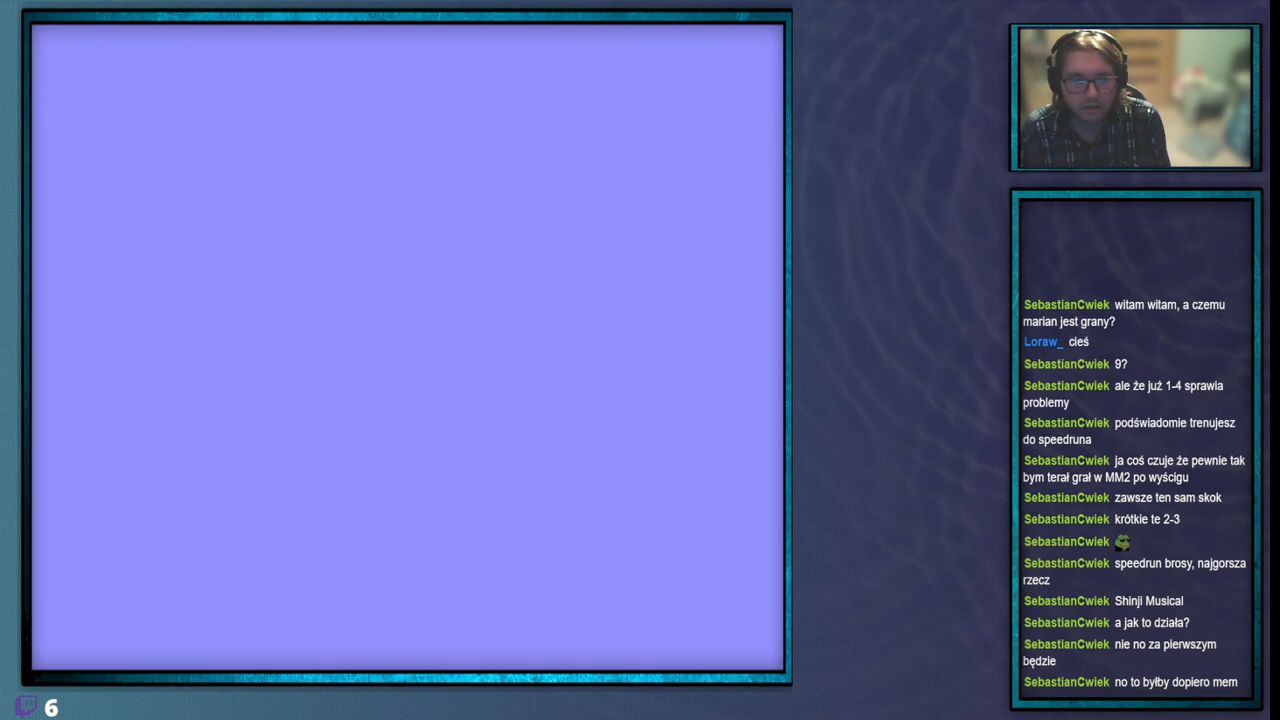 SebastianCwiek witam witam, a czemu
marian jest grany?
Loraw_ cieś
SebastianCwiek 9?
SebastianCwiek ale że już 1-4 sprawia
problemy
SebastianCwiek podświadomie trenujesz
do speedruna
SebastianCwiek ja coś czuje że pewnie tak
bym terał grał w MM2 po wyścigu
SebastianCwiek zawsze ten sam skok
SebastianCwiek krótkie te 2-3
SebastianCwiek
SebastianCwiek speedrun brosy, najgorsza
rzecz
SebastianCwiek Shinji Musical
SebastianCwiek a jak to działa?
SebastianCwiek nie no za pierwszym
będzie
SebastianCwiek no to byłby dopiero mem
6